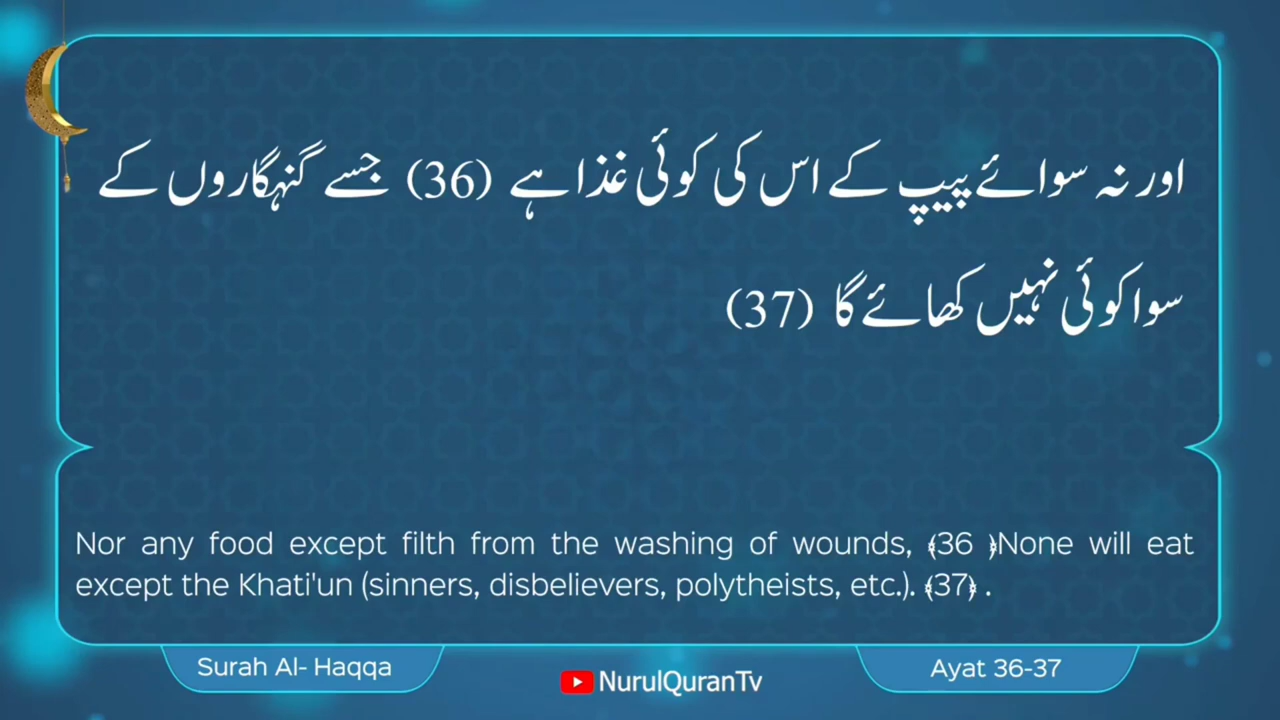 اور نہ سوائے پیپ کے اس کی کوئی غذا ہے (36) جسے گنہگاروں کے
سوا کوئی نہیں کھائے گا (37)
Nor any food except filth from the washing of wounds, ﴾36 ﴿None will eat
except the Khati'un (sinners, disbelievers, polytheists, etc.). ﴾37﴿ .
Surah Al- Haqqa
NurulQuranTv
Ayat 36-37